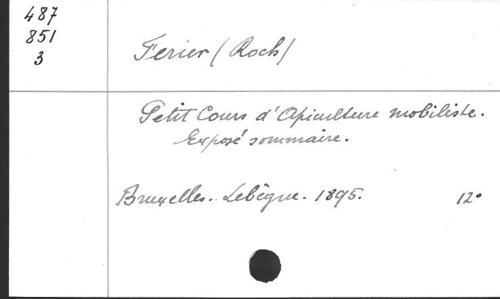 487
851
3
Ferier (Roch)
Petit Cours d'Apiculture mobiliste.
Exposé sommaire.
Bruxelles. Lebègue. 1895. 12°